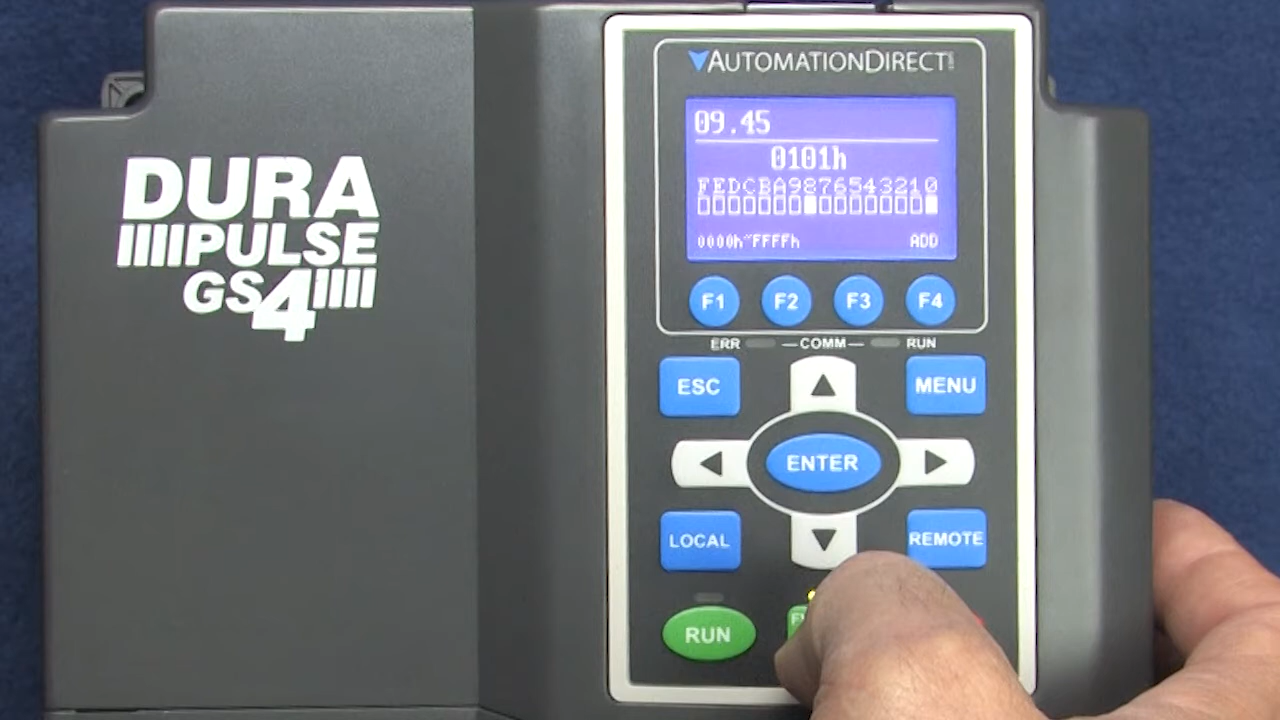 AUTOMATIONDIRECT
09.45
0101h
FEDCBA9876543210
0000h~FFFFh ADD
F1 F2 F3 F4
ERR COMM RUN
ESC MENU
ENTER
LOCAL REMOTE
RUN
DURA
PULSE
GS4